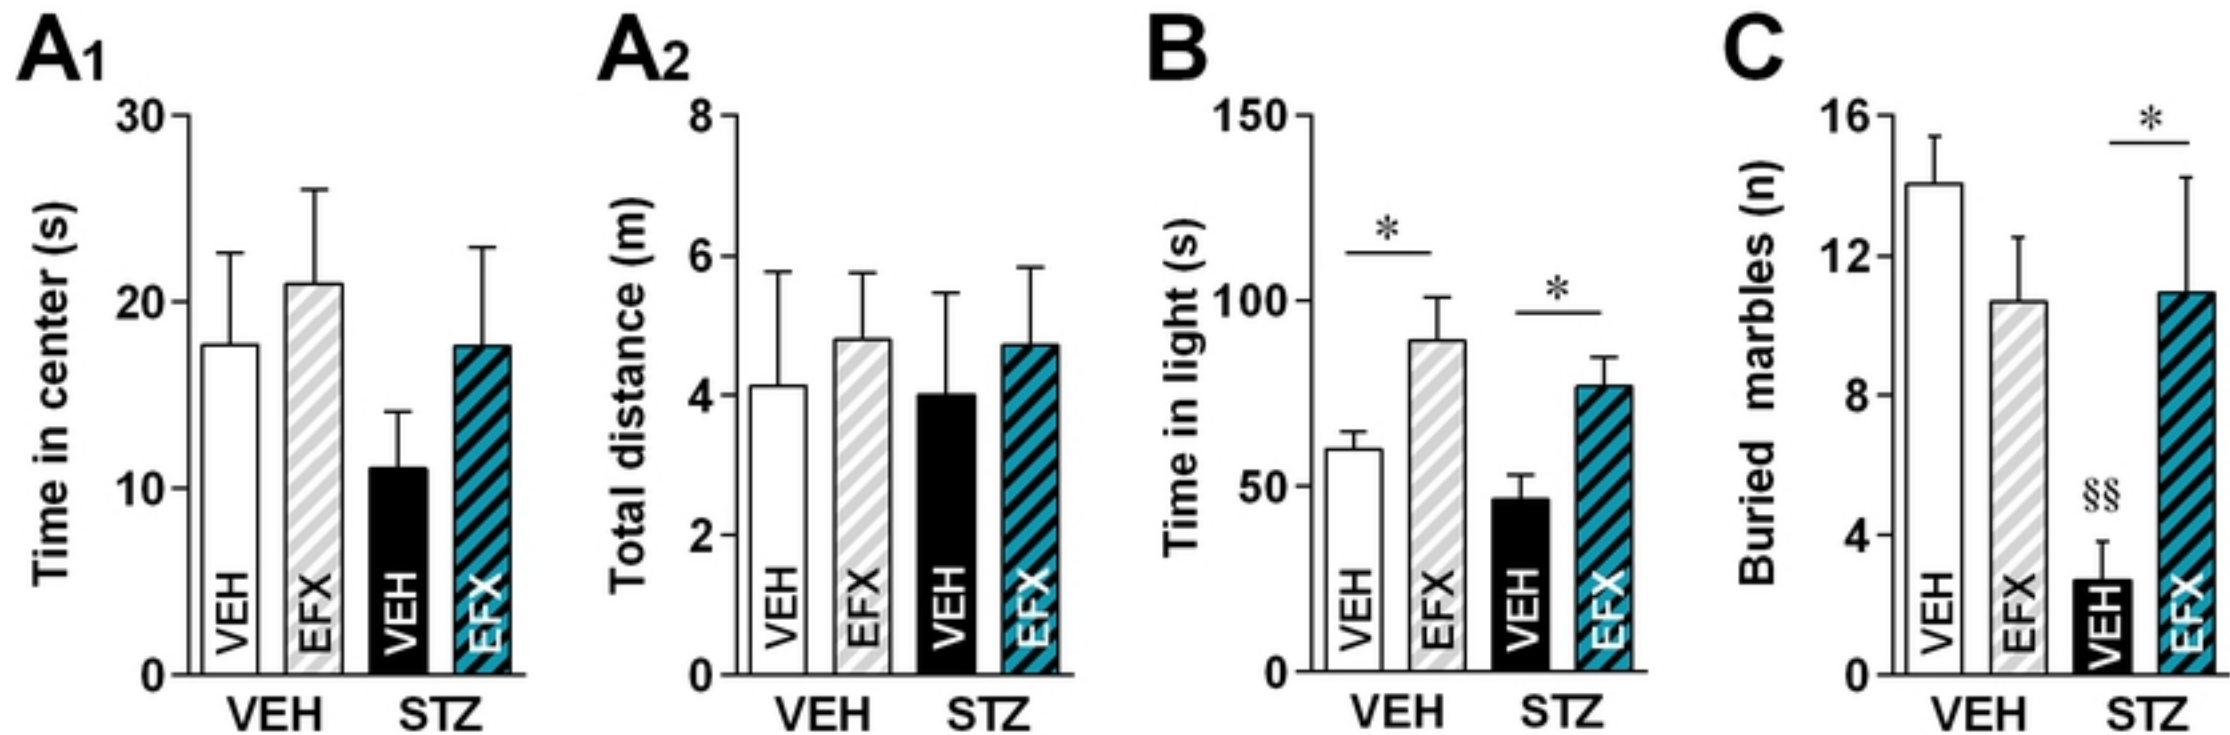 A1
30
20
10
0
Time in center (s)
VEH
EFX
VEH
EFX
VEH
STZ
A2
8
6
4
2
0
Total distance (m)
VEH
EFX
VEH
EFX
VEH
STZ
B
150
100
50
0
Time in light (s)
*
*
VEH
EFX
VEH
EFX
VEH
STZ
C
16
12
8
4
0
Buried marbles (n)
*
§§
VEH
EFX
VEH
EFX
VEH
STZ